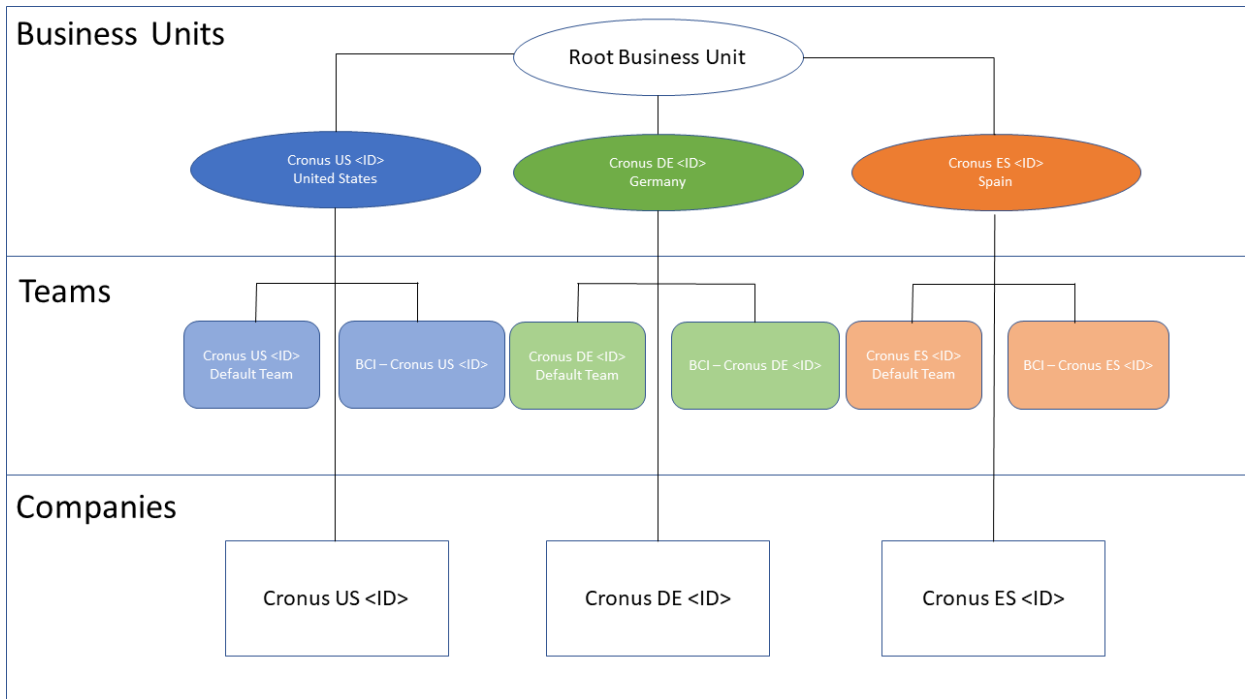 Business Units
Root Business Unit
Cronus US <ID>
United States
Cronus DE <ID>
Germany
Cronus ES <ID>
Spain
Teams
Cronus US <ID>
Default Team
BCI – Cronus US <ID>
Cronus DE <ID>
Default Team
BCI – Cronus DE <ID>
Cronus ES <ID>
Default Team
BCI – Cronus ES <ID>
Companies
Cronus US <ID>
Cronus DE <ID>
Cronus ES <ID>